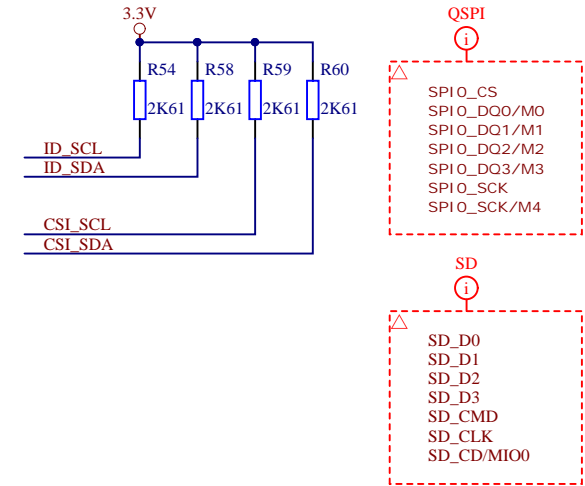 3.3V
R54 R58 R59 R60
2K61 2K61 2K61 2K61
ID_SCL
ID_SDA
CSI_SCL
CSI_SDA
QSPI
i
SPI0_CS
SPI0_DQ0/M0
SPI0_DQ1/M1
SPI0_DQ2/M2
SPI0_DQ3/M3
SPI0_SCK
SPI0_SCK/M4
SD
i
SD_D0
SD_D1
SD_D2
SD_D3
SD_CMD
SD_CLK
SD_CD/MIO0